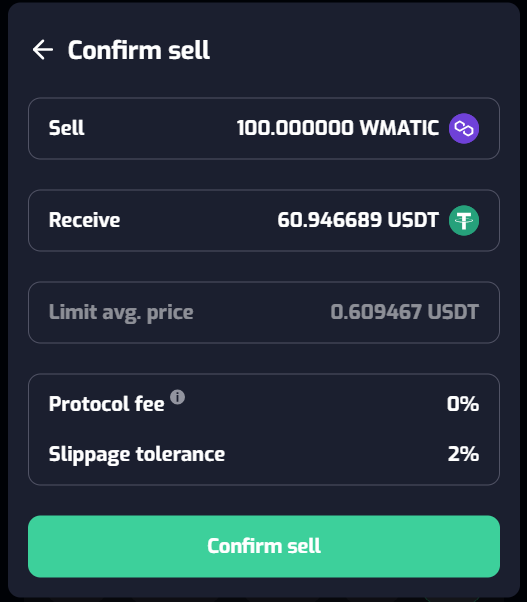 Confirm sell
Sell 100.000000 WMATIC
Receive 60.946689 USDT
Limit avg. price 0.609467 USDT
Protocol fee 0%
Slippage tolerance 2%
Confirm sell